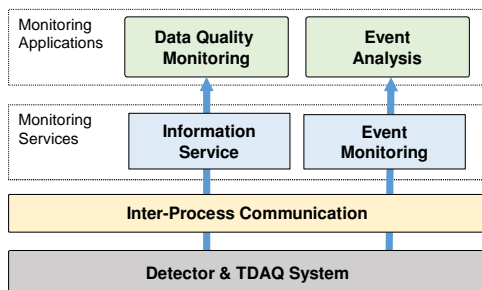 Monitoring
Applications
Data Quality
Monitoring
Event
Analysis
Monitoring
Services
Information
Service
Event
Monitoring
Inter-Process Communication
Detector & TDAQ System